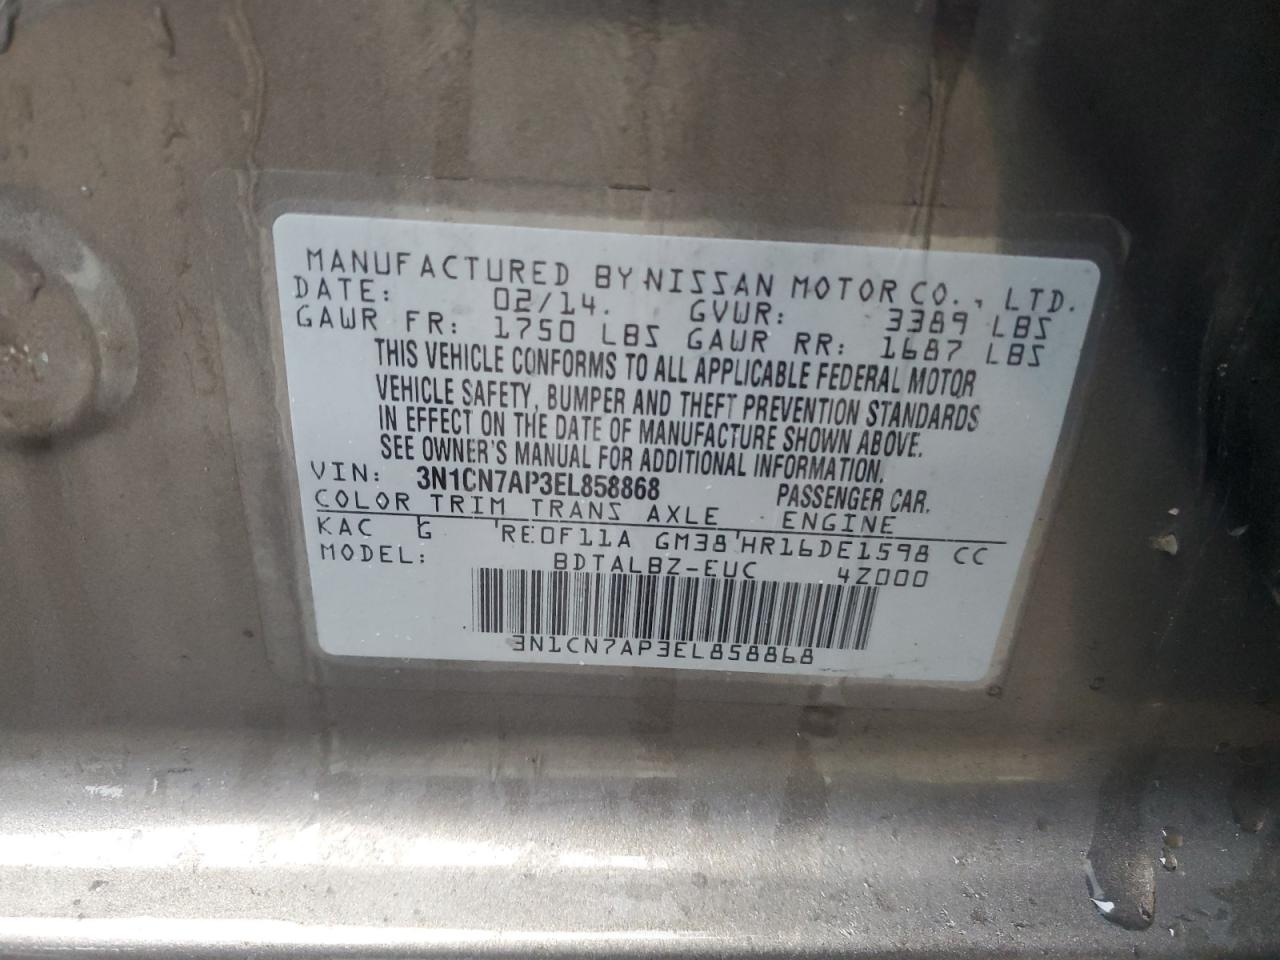 MANUFACTURED BY NISSAN MOTOR CO., LTD.
DATE: 02/14. GVWR: 3389 LBS
GAWR FR: 1750 LBS GAWR RR: 1687 LBS
THIS VEHICLE CONFORMS TO ALL APPLICABLE FEDERAL MOTOR
VEHICLE SAFETY, BUMPER AND THEFT PREVENTION STANDARDS
IN EFFECT ON THE DATE OF MANUFACTURE SHOWN ABOVE.
SEE OWNER'S MANUAL FOR ADDITIONAL INFORMATION.
VIN: 3N1CN7AP3EL858868 PASSENGER CAR.
COLOR TRIM TRANS AXLE ENGINE
KAC G RE0F11A GM38 HR16DE1598 CC
MODEL: BDTALBZ-EUC 4Z000
3N1CN7AP3EL858868